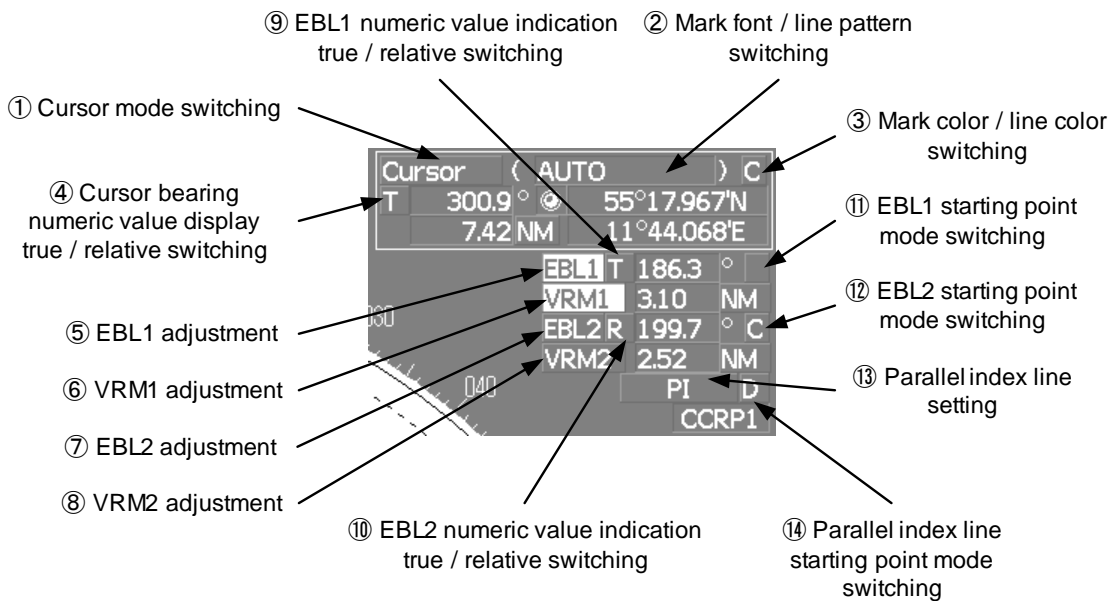 ⑨ EBL1 numeric value indication
true / relative switching
② Mark font / line pattern
switching
① Cursor mode switching
③ Mark color / line color
switching
④ Cursor bearing
numeric value display
true / relative switching
Cursor ( AUTO ) C
T 300.9 ° 55°17.967'N
7.42 NM 11°44.068'E
EBL1 T 186.3 °
VRM1 3.10 NM
EBL2 R 199.7 ° C
VRM2 2.52 NM
PI D
CCRP1
040
⑪ EBL1 starting point
mode switching
⑫ EBL2 starting point
mode switching
⑬ Parallel index line
setting
⑤ EBL1 adjustment
⑥ VRM1 adjustment
⑦ EBL2 adjustment
⑧ VRM2 adjustment
⑩ EBL2 numeric value indication
true / relative switching
⑭ Parallel index line
starting point mode
switching